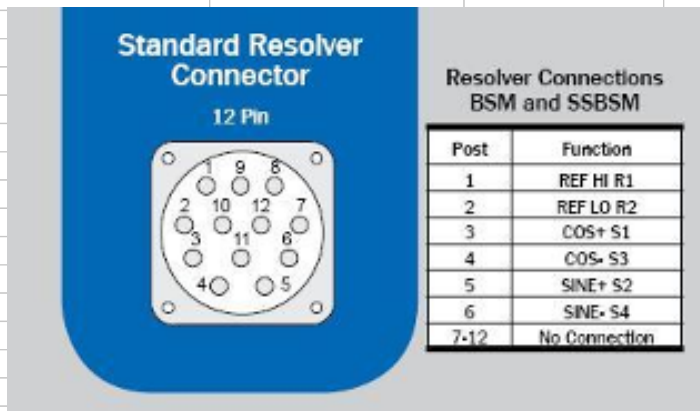 Standard Resolver
Connector
12 Pin
1 9 8
2 10 12 7
3 11 6
4 5
Resolver Connections
BSM and SSBSM
Post Function
1 REF HI R1
2 REF LO R2
3 COS+ S1
4 COS- S3
5 SINE+ S2
6 SINE- S4
7-12 No Connection